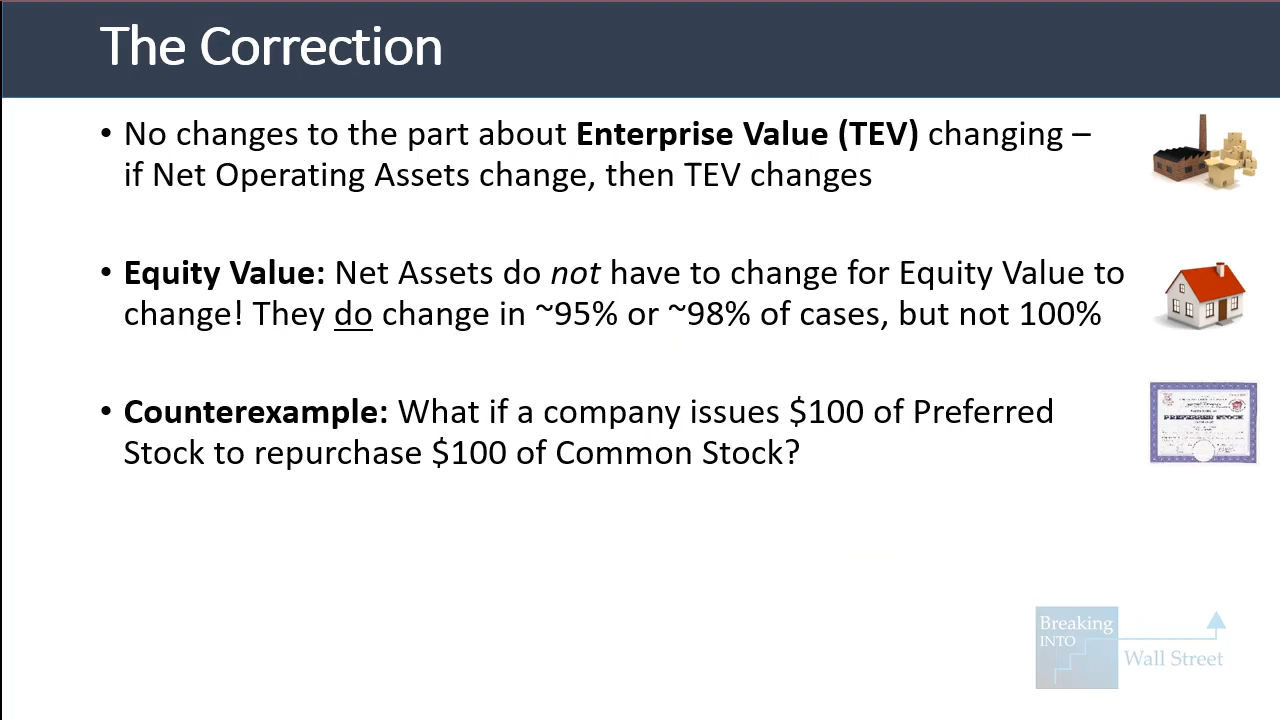 The Correction
• No changes to the part about Enterprise Value (TEV) changing –
if Net Operating Assets change, then TEV changes
• Equity Value: Net Assets do not have to change for Equity Value to
change! They do change in ~95% or ~98% of cases, but not 100%
• Counterexample: What if a company issues $100 of Preferred
Stock to repurchase $100 of Common Stock?
PREFERRED STOCK
Breaking
INTO
Wall Street